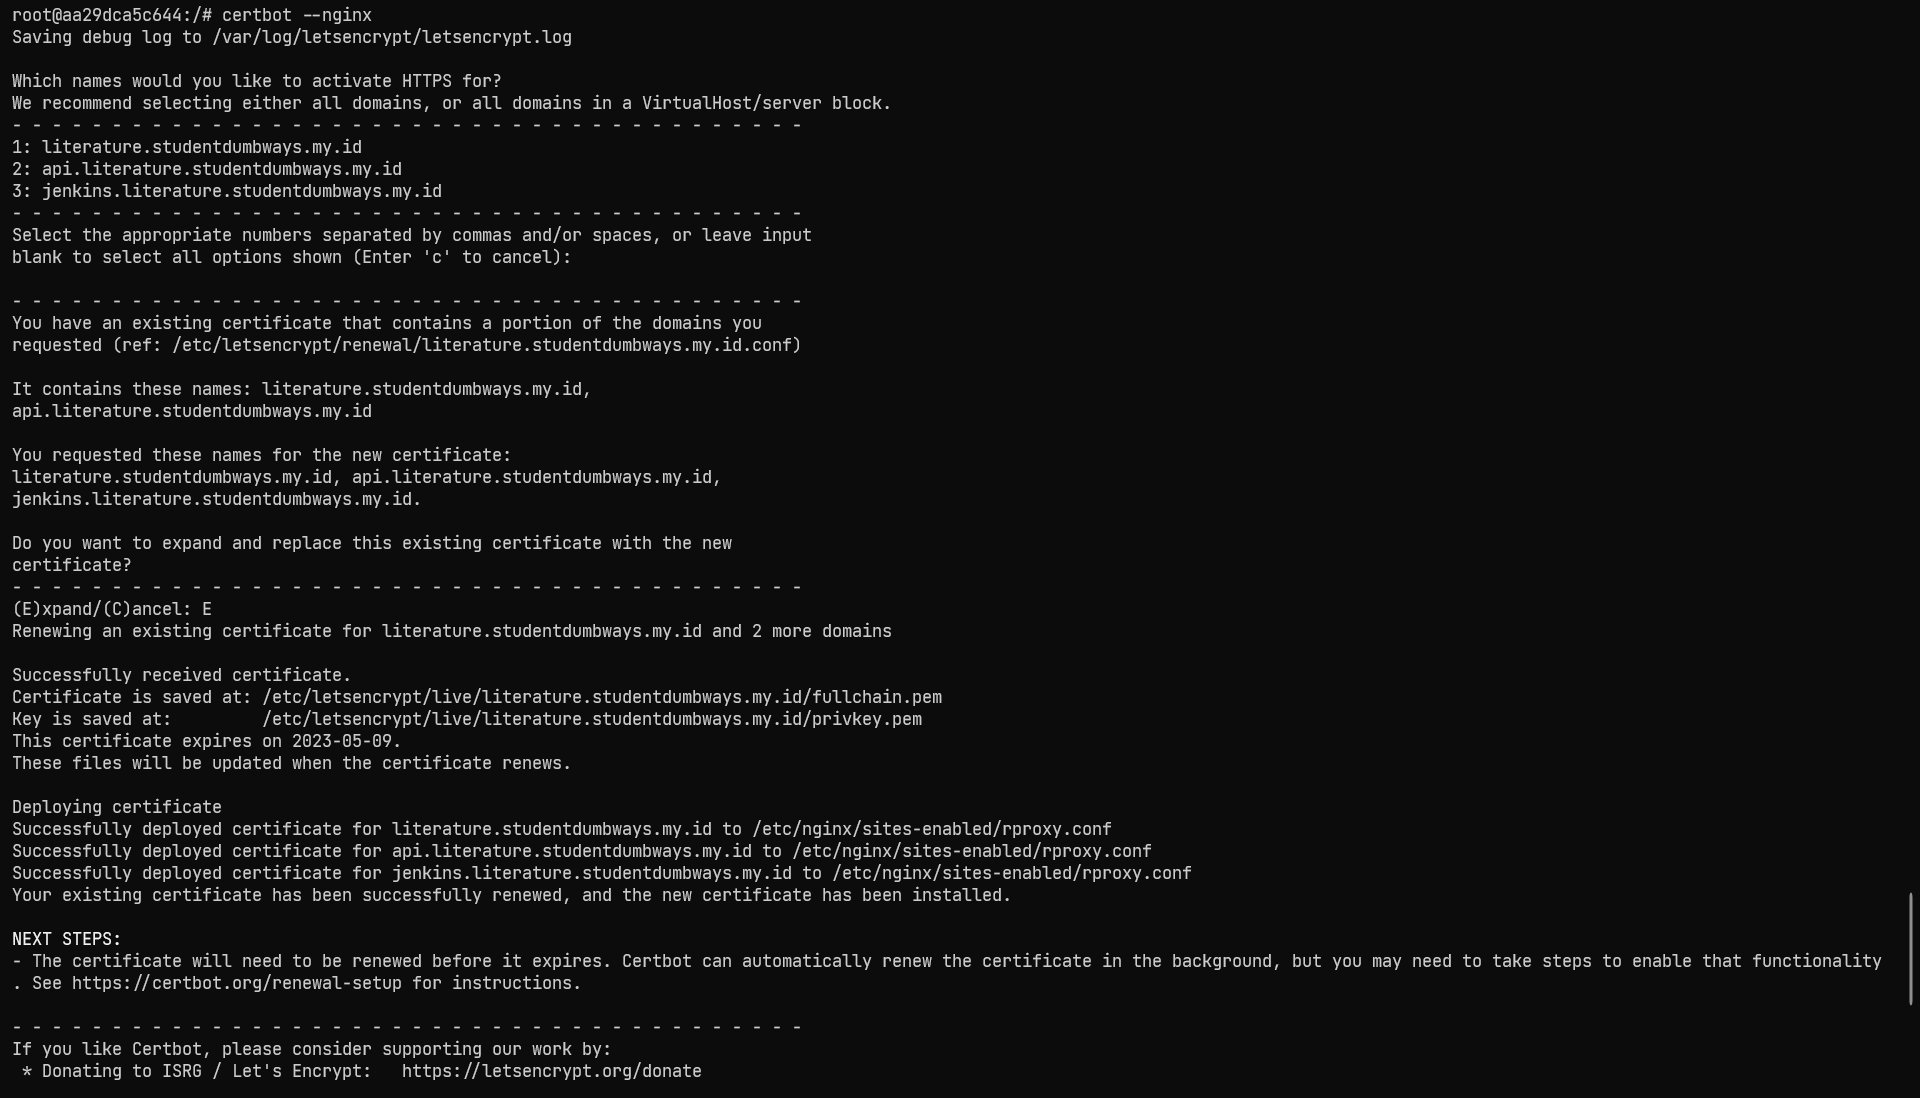 root@aa29dca5c644:/# certbot --nginx
Saving debug log to /var/log/letsencrypt/letsencrypt.log
Which names would you like to activate HTTPS for?
We recommend selecting either all domains, or all domains in a VirtualHost/server block.
- - - - - - - - - - - - - - - - - - - - - - - - - - - - - - - - - - - - - - - -
1: literature.studentdumbways.my.id
2: api.literature.studentdumbways.my.id
3: jenkins.literature.studentdumbways.my.id
- - - - - - - - - - - - - - - - - - - - - - - - - - - - - - - - - - - - - - - -
Select the appropriate numbers separated by commas and/or spaces, or leave input
blank to select all options shown (Enter 'c' to cancel):
- - - - - - - - - - - - - - - - - - - - - - - - - - - - - - - - - - - - - - - -
You have an existing certificate that contains a portion of the domains you
requested (ref: /etc/letsencrypt/renewal/literature.studentdumbways.my.id.conf)
It contains these names: literature.studentdumbways.my.id,
api.literature.studentdumbways.my.id
You requested these names for the new certificate:
literature.studentdumbways.my.id, api.literature.studentdumbways.my.id,
jenkins.literature.studentdumbways.my.id.
Do you want to expand and replace this existing certificate with the new
certificate?
- - - - - - - - - - - - - - - - - - - - - - - - - - - - - - - - - - - - - - - -
(E)xpand/(C)ancel: E
Renewing an existing certificate for literature.studentdumbways.my.id and 2 more domains
Successfully received certificate.
Certificate is saved at: /etc/letsencrypt/live/literature.studentdumbways.my.id/fullchain.pem
Key is saved at:         /etc/letsencrypt/live/literature.studentdumbways.my.id/privkey.pem
This certificate expires on 2023-05-09.
These files will be updated when the certificate renews.
Deploying certificate
Successfully deployed certificate for literature.studentdumbways.my.id to /etc/nginx/sites-enabled/rproxy.conf
Successfully deployed certificate for api.literature.studentdumbways.my.id to /etc/nginx/sites-enabled/rproxy.conf
Successfully deployed certificate for jenkins.literature.studentdumbways.my.id to /etc/nginx/sites-enabled/rproxy.conf
Your existing certificate has been successfully renewed, and the new certificate has been installed.
NEXT STEPS:
- The certificate will need to be renewed before it expires. Certbot can automatically renew the certificate in the background, but you may need to take steps to enable that functionality
. See https://certbot.org/renewal-setup for instructions.
- - - - - - - - - - - - - - - - - - - - - - - - - - - - - - - - - - - - - - - -
If you like Certbot, please consider supporting our work by:
 * Donating to ISRG / Let's Encrypt:   https://letsencrypt.org/donate